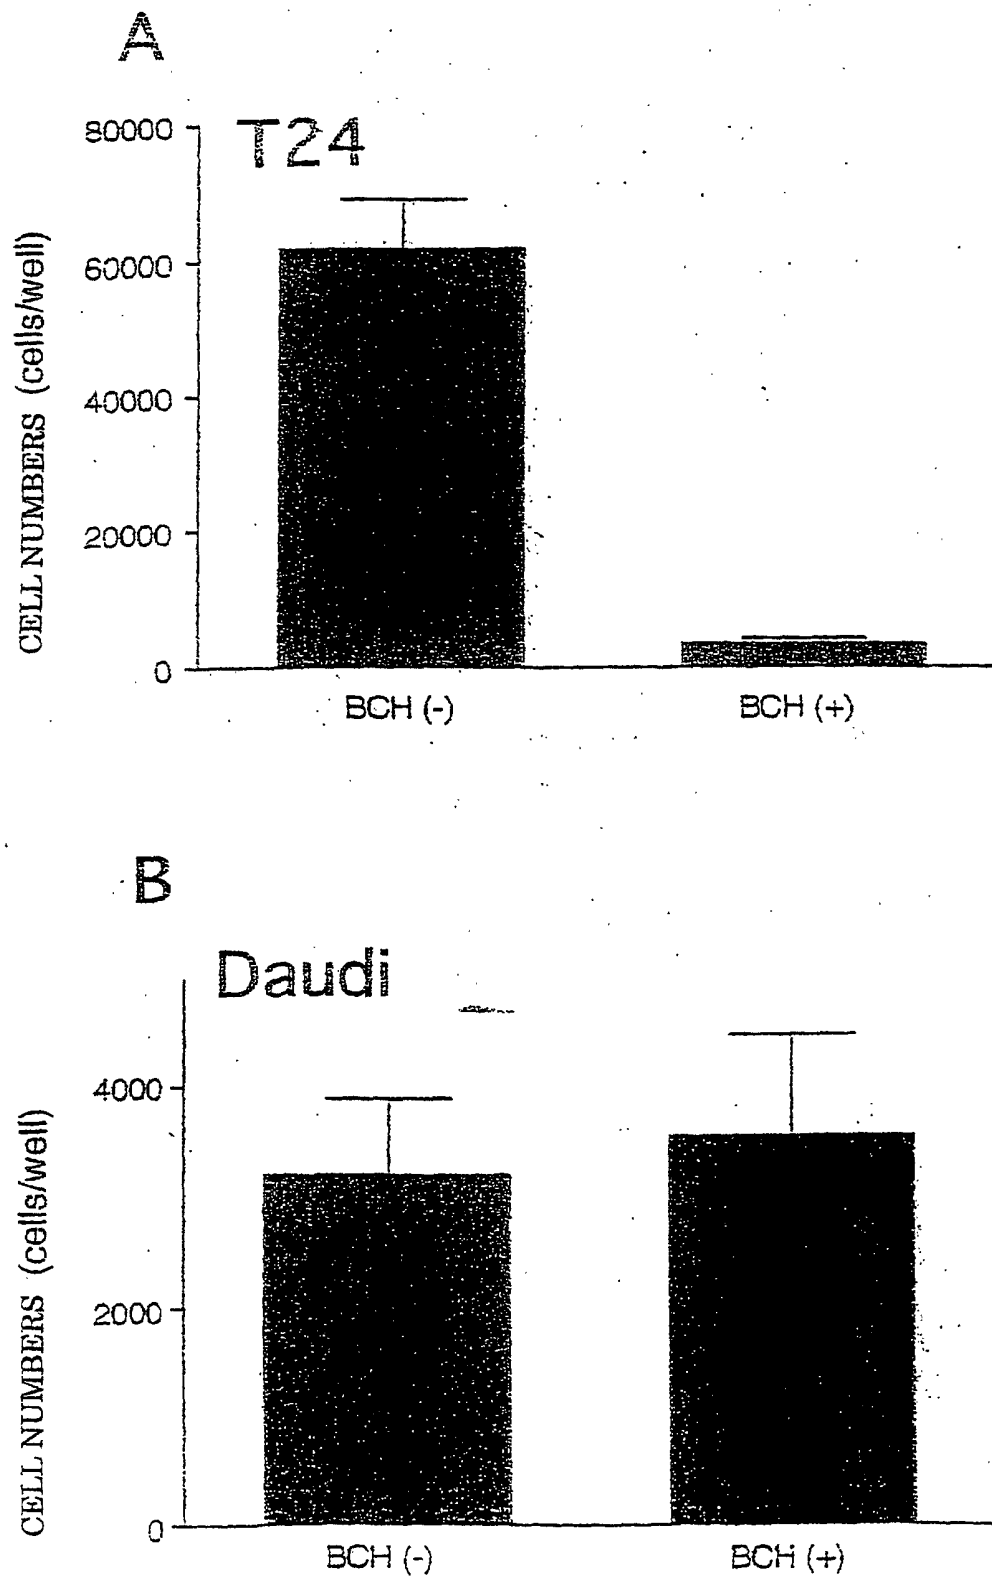 A
T24
80000
60000
40000
20000
0
CELL NUMBERS (cells/well)
BCH (-)
BCH (+)
B
Daudi
4000
2000
0
CELL NUMBERS (cells/well)
BCH (-)
BCH (+)